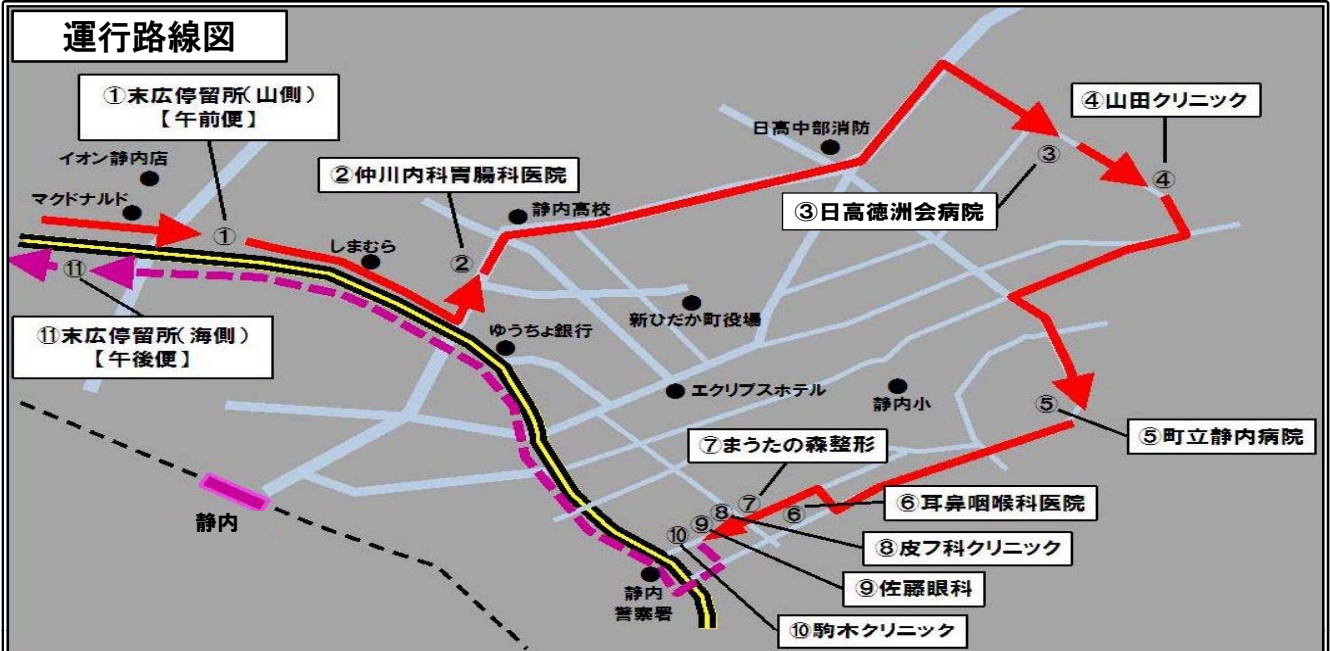 運行路線図
①末広停留所(山側)
【午前便】
イオン静内店
マクドナルド
①
しまむら
②仲川内科胃腸科医院
②
静内高校
日高中部消防
④山田クリニック
③
④
③日高徳洲会病院
⑪
⑪末広停留所(海側)
【午後便】
ゆうちょ銀行
新ひだか町役場
エクリプスホテル
静内小
⑤
⑤町立静内病院
⑦まうたの森整形
⑦
⑥
⑥耳鼻咽喉科医院
⑧
⑨
⑩
⑧皮フ科クリニック
静内
静内
警察署
⑨佐藤眼科
⑩駒木クリニック